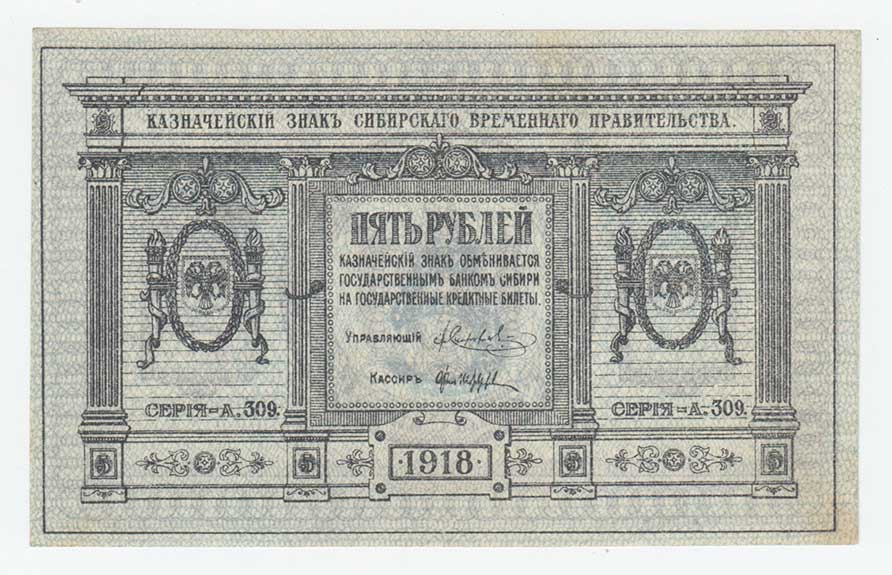 КАЗНАЧЕЙСКІЙ ЗНАКЪ СИБИРСКАГО ВРЕМЕННАГО ПРАВИТЕЛЬСТВА.
ПЯТЬ РУБЛЕЙ
КАЗНАЧЕЙСКІЙ ЗНАКЪ ОБМѢНИВАЕТСЯ
ГОСУДАРСТВЕННЫМЪ БАНКОМЪ СИБИРИ
НА ГОСУДАРСТВЕННЫЕ КРЕДИТНЫЕ БИЛЕТЫ.
УПРАВЛЯЮЩІЙ
КАССИРЪ
СЕРІЯ-А.309.
СЕРІЯ-А.309.
5
5
·1918·
5
5